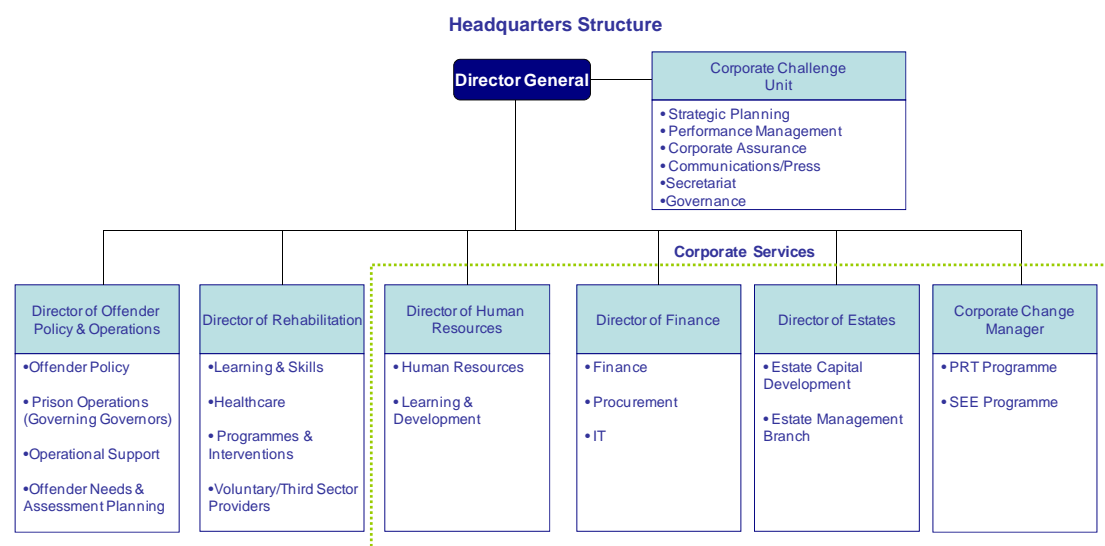 Headquarters Structure
Director General
Corporate Challenge
Unit
• Strategic Planning
• Performance Management
• Corporate Assurance
• Communications/Press
•Secretariat
•Governance
Corporate Services
Director of Offender
Policy & Operations
•Offender Policy
• Prison Operations
(Governing Governors)
•Operational Support
•Offender Needs &
Assessment Planning
Director of Rehabilitation
•Learning & Skills
•Healthcare
• Programmes &
Interventions
•Voluntary/Third Sector
Providers
Director of Human
Resources
• Human Resources
• Learning &
Development
Director of Finance
• Finance
• Procurement
• IT
Director of Estates
• Estate Capital
Development
• Estate Management
Branch
Corporate Change
Manager
• PRT Programme
• SEE Programme